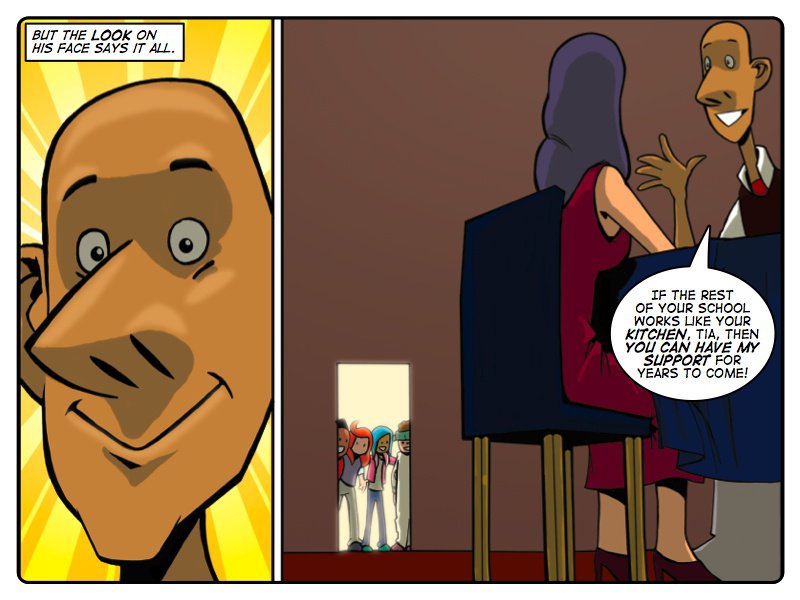 BUT THE LOOK ON
HIS FACE SAYS IT ALL.
IF THE REST
OF YOUR SCHOOL
WORKS LIKE YOUR
KITCHEN, TIA, THEN
YOU CAN HAVE MY
SUPPORT FOR
YEARS TO COME!